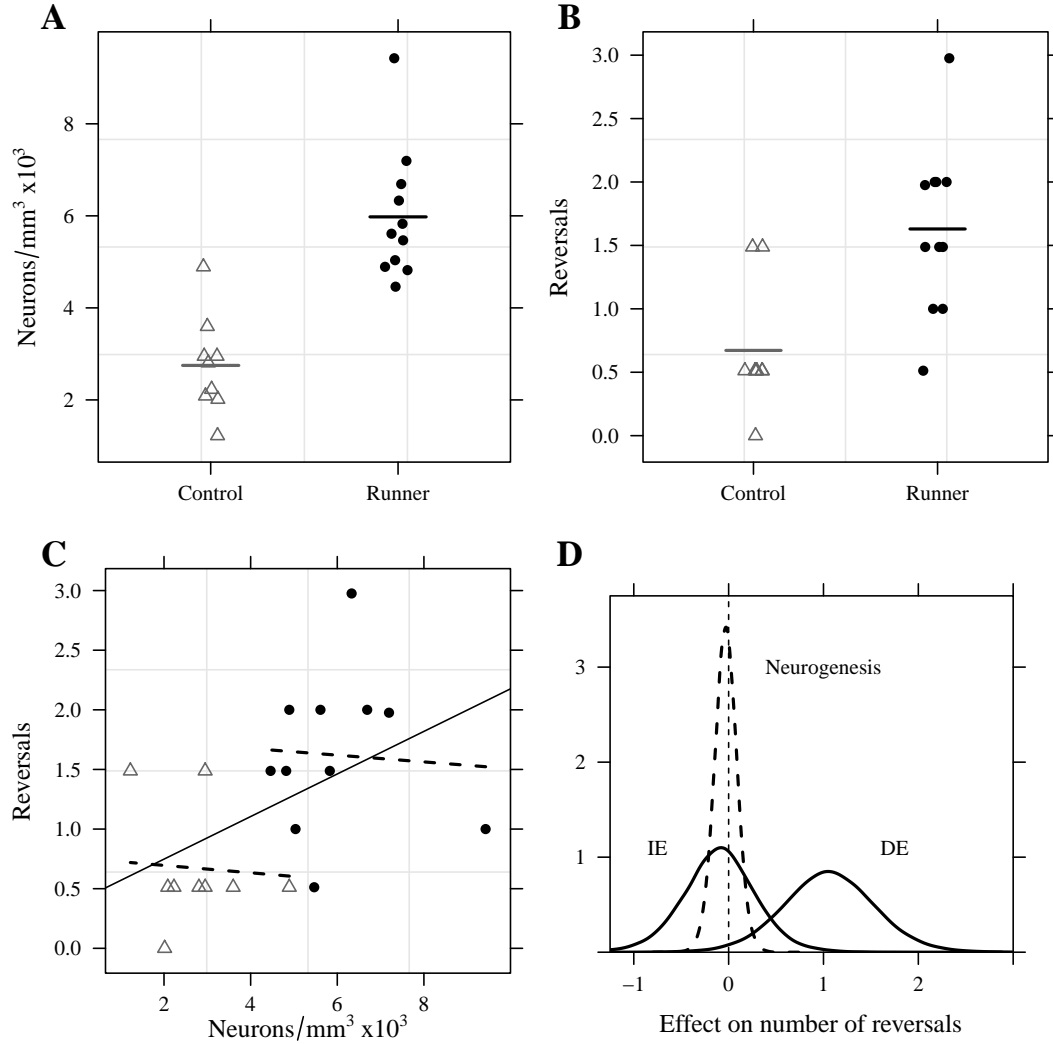 A
Neurons/mm³ x10³
8
6
4
2
Control Runner
B
Reversals
3.0
2.5
2.0
1.5
1.0
0.5
0.0
Control Runner
C
Reversals
3.0
2.5
2.0
1.5
1.0
0.5
0.0
2 4 6 8
Neurons/mm³ x10³
D
3
2
1
Neurogenesis
IE DE
−1 0 1 2
Effect on number of reversals